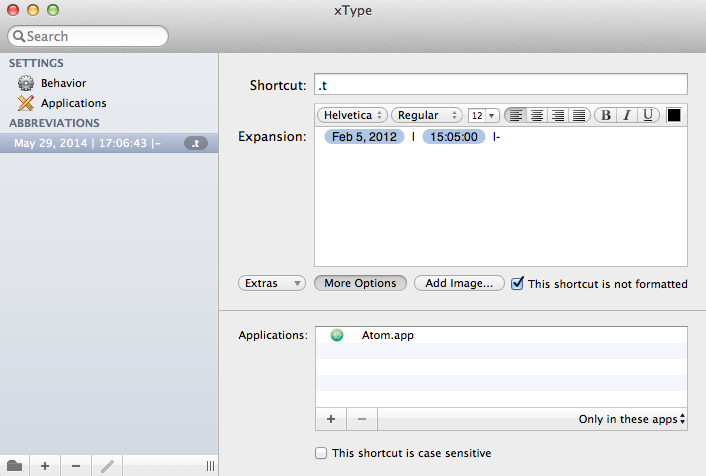 xType
Search
SETTINGS
Behavior
Applications
ABBREVIATIONS
May 29, 2014 | 17:06:43 |- .t
Shortcut: .t
Helvetica Regular 12 B I U
Expansion: Feb 5, 2012 | 15:05:00 |-
Extras More Options Add Image... This shortcut is not formatted
Applications: Atom.app
+ − Only in these apps
This shortcut is case sensitive
+ −